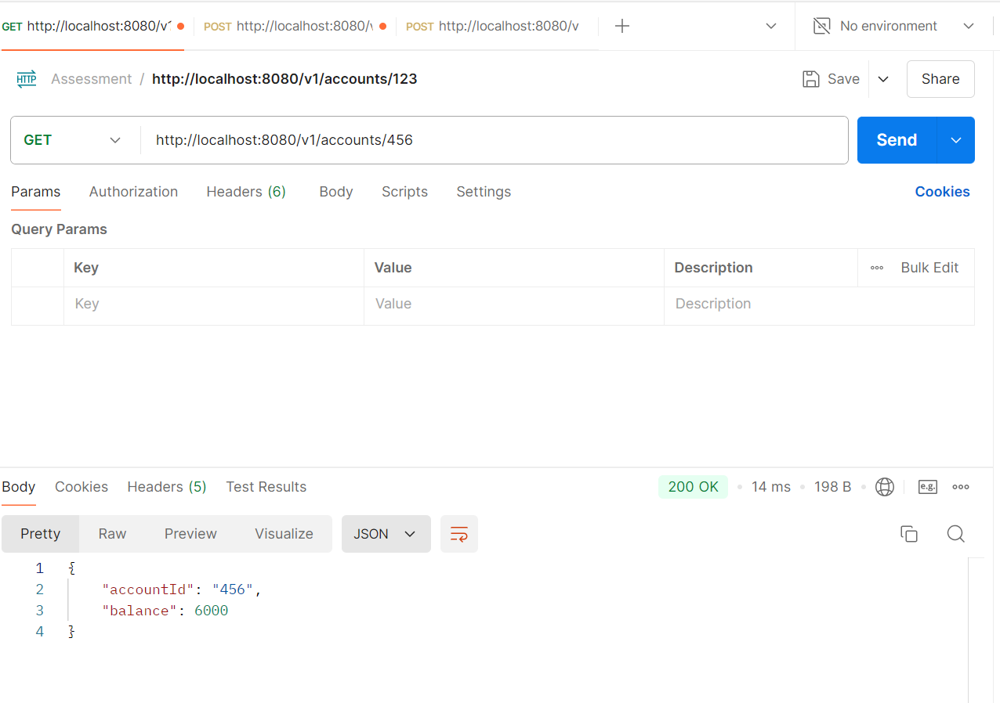 GET http://localhost:8080/v1 POST http://localhost:8080/v POST http://localhost:8080/v No environment
HTTP Assessment / http://localhost:8080/v1/accounts/123 Save Share
GET http://localhost:8080/v1/accounts/456 Send
Params Authorization Headers (6) Body Scripts Settings Cookies
Query Params
Key Value Description Bulk Edit
Key Value Description
Body Cookies Headers (5) Test Results 200 OK 14 ms 198 B e.g.
Pretty Raw Preview Visualize JSON
1 {
2 "accountId": "456",
3 "balance": 6000
4 }